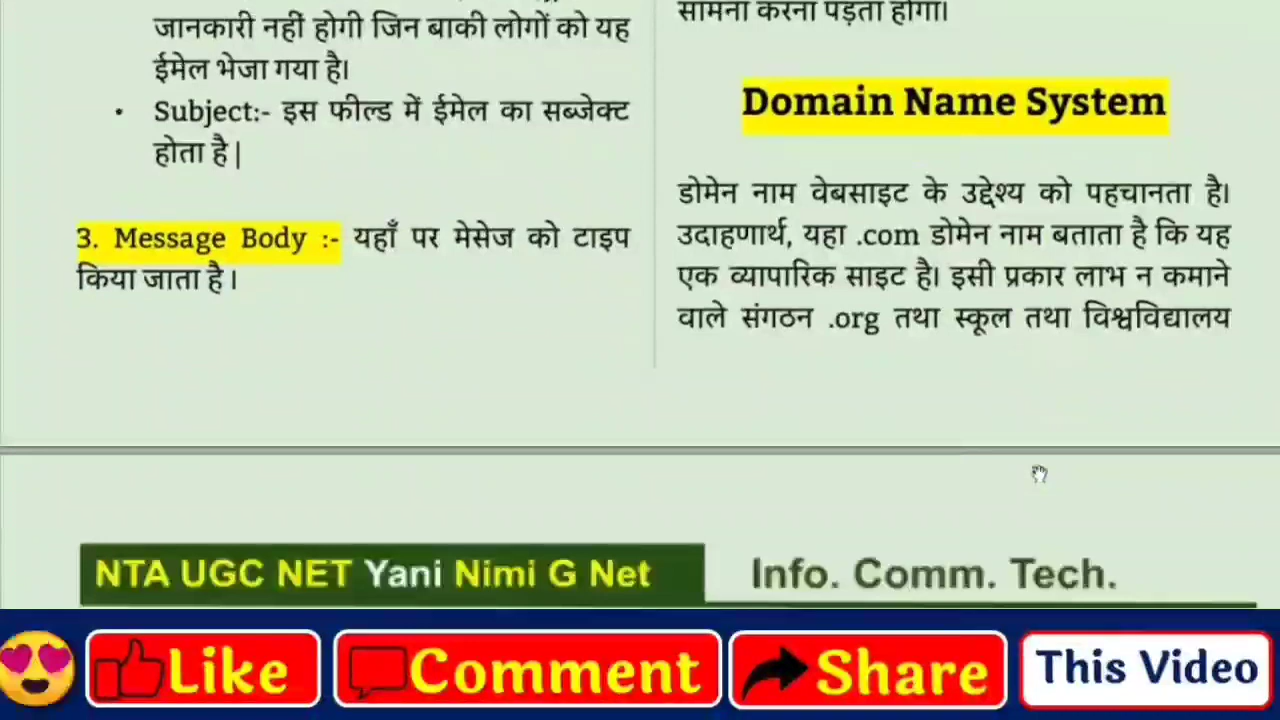 जानकारी नहीं होगी जिन बाकी लोगों को यह
ईमेल भेजा गया है।
• Subject:- इस फील्ड में ईमेल का सब्जेक्ट
होता है |
3. Message Body :- यहाँ पर मेसेज को टाइप
किया जाता है ।
सामना करना पड़ता होगा।
Domain Name System
डोमेन नाम वेबसाइट के उद्देश्य को पहचानता है।
उदाहणार्थ, यहा .com डोमेन नाम बताता है कि यह
एक व्यापारिक साइट है। इसी प्रकार लाभ न कमाने
वाले संगठन .org तथा स्कूल तथा विश्वविद्यालय
NTA UGC NET Yani Nimi G Net
Info. Comm. Tech.
Like
Comment
Share
This Video